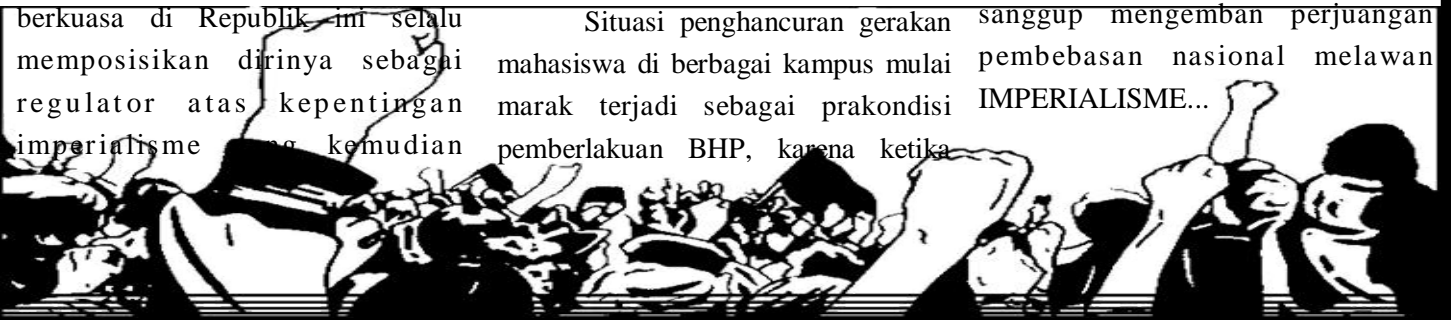 berkuasa di Republik ini selalu
memposisikan dirinya sebagai
regulator atas kepentingan
imperialisme kemudian
Situasi penghancuran gerakan
mahasiswa di berbagai kampus mulai
marak terjadi sebagai prakondisi
pemberlakuan BHP, karena ketika
sanggup mengemban perjuangan
pembebasan nasional melawan
IMPERIALISME...